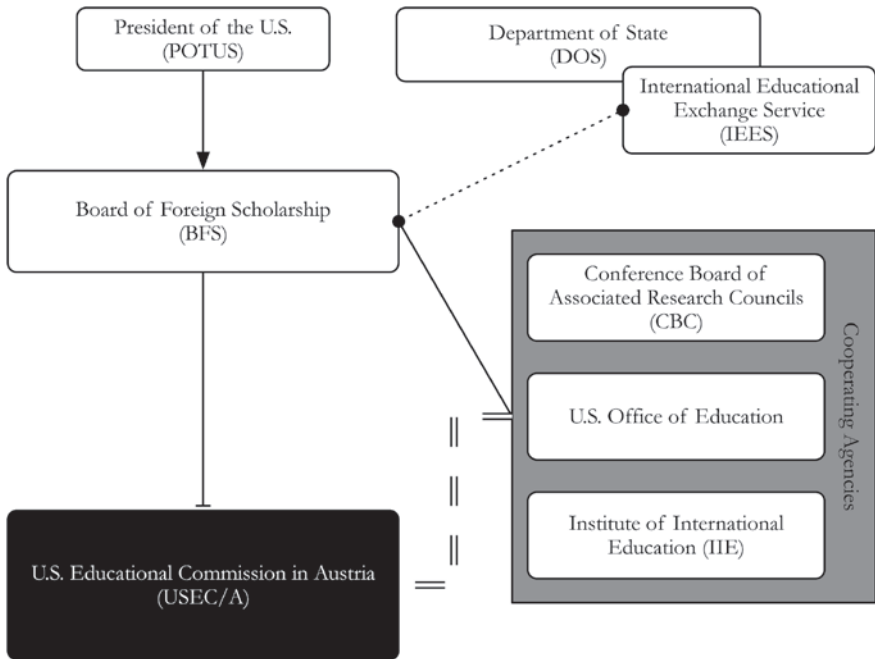 President of the U.S.
(POTUS)
Department of State
(DOS)
International Educational
Exchange Service
(IEES)
Board of Foreign Scholarship
(BFS)
Conference Board of
Associated Research Councils
(CBC)
U.S. Office of Education
Institute of International
Education (IIE)
Cooperating Agencies
U.S. Educational Commission in Austria
(USEC/A)